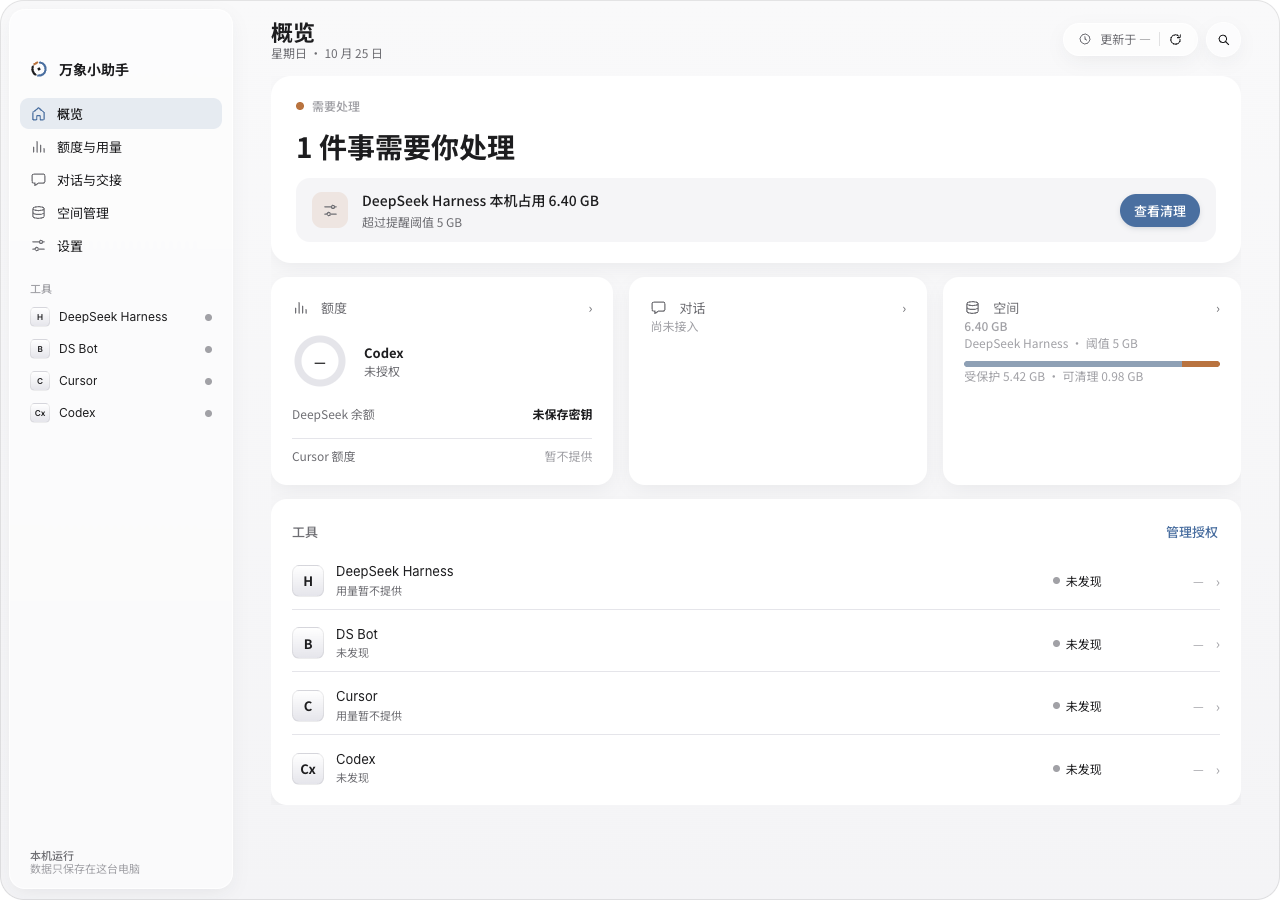 万象小助手
概览
额度与用量
对话与交接
空间管理
设置
工具
H DeepSeek Harness
B DS Bot
C Cursor
Cx Codex
本机运行
数据只保存在这台电脑
概览
星期日 · 10 月 25 日
更新于 —
需要处理
1 件事需要你处理
DeepSeek Harness 本机占用 6.40 GB
超过提醒阈值 5 GB
查看清理
额度 ›
—
Codex
未授权
DeepSeek 余额 未保存密钥
Cursor 额度 暂不提供
对话 ›
尚未接入
空间 ›
6.40 GB
DeepSeek Harness · 阈值 5 GB
受保护 5.42 GB · 可清理 0.98 GB
工具 管理授权
H DeepSeek Harness
用量暂不提供
未发现 — ›
B DS Bot
未发现
未发现 — ›
C Cursor
用量暂不提供
未发现 — ›
Cx Codex
未发现
未发现 — ›